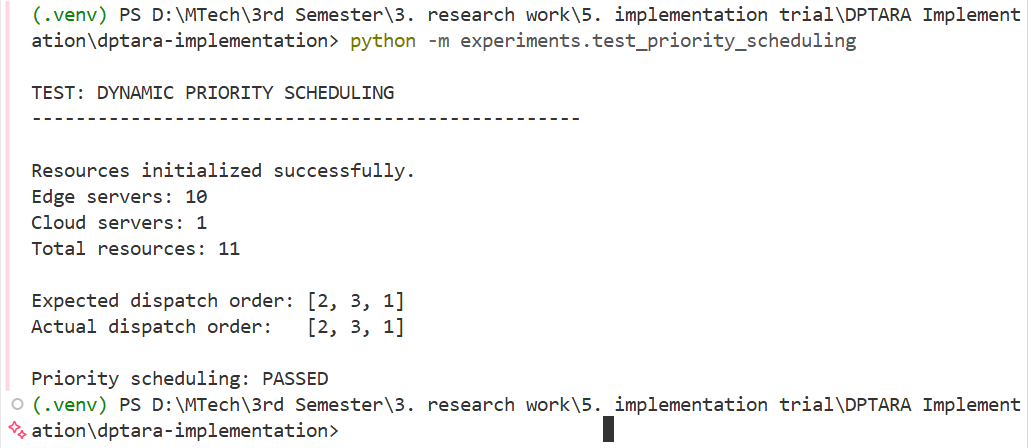 (.venv) PS D:\MTech\3rd Semester\3. research work\5. implementation trial\DPTARA Implement
ation\dptara-implementation> python -m experiments.test_priority_scheduling
TEST: DYNAMIC PRIORITY SCHEDULING
--------------------------------------------------
Resources initialized successfully.
Edge servers: 10
Cloud servers: 1
Total resources: 11
Expected dispatch order: [2, 3, 1]
Actual dispatch order:   [2, 3, 1]
Priority scheduling: PASSED
(.venv) PS D:\MTech\3rd Semester\3. research work\5. implementation trial\DPTARA Implement
ation\dptara-implementation>